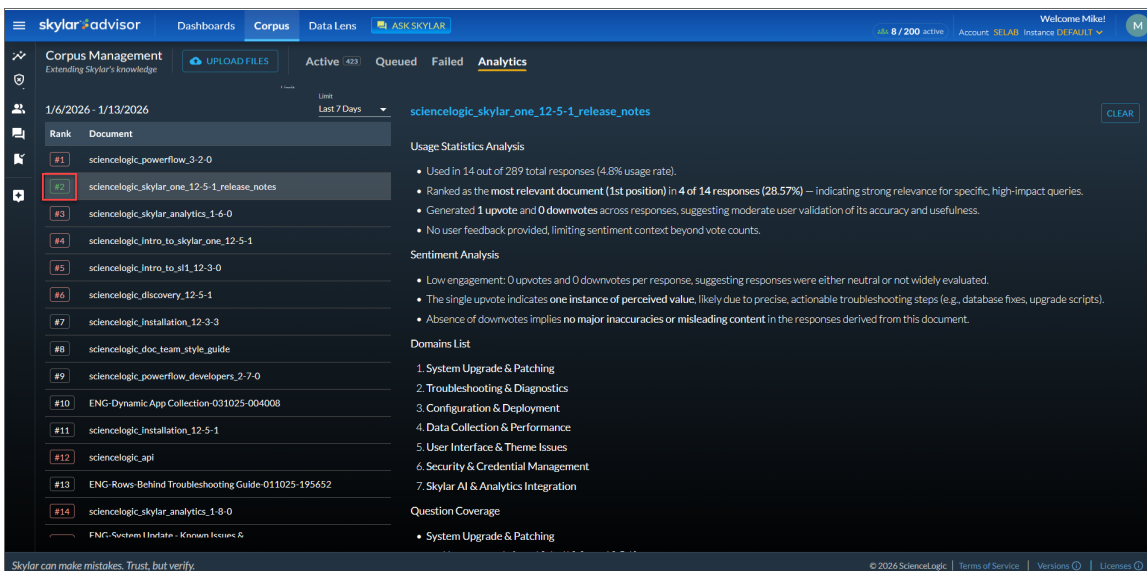 skylar advisor
Dashboards
Corpus
Data Lens
ASK SKYLAR
8 / 200 active
Welcome Mike!
Account SELAB Instance DEFAULT
M
Corpus Management
Extending Skylar's knowledge
UPLOAD FILES
Active 423
Queued
Failed
Analytics
1/6/2026 - 1/13/2026
Limit
Last 7 Days
Rank Document
#1 sciencelogic_powerflow_3-2-0
#2 sciencelogic_skylar_one_12-5-1_release_notes
#3 sciencelogic_skylar_analytics_1-6-0
#4 sciencelogic_intro_to_skylar_one_12-5-1
#5 sciencelogic_intro_to_sl1_12-3-0
#6 sciencelogic_discovery_12-5-1
#7 sciencelogic_installation_12-3-3
#8 sciencelogic_doc_team_style_guide
#9 sciencelogic_powerflow_developers_2-7-0
#10 ENG-Dynamic App Collection-031025-004008
#11 sciencelogic_installation_12-5-1
#12 sciencelogic_api
#13 ENG-Rows-Behind Troubleshooting Guide-011025-195652
#14 sciencelogic_skylar_analytics_1-8-0
ENG-System Update - Known Issues &
sciencelogic_skylar_one_12-5-1_release_notes
CLEAR
Usage Statistics Analysis
• Used in 14 out of 289 total responses (4.8% usage rate).
• Ranked as the most relevant document (1st position) in 4 of 14 responses (28.57%) — indicating strong relevance for specific, high-impact queries.
• Generated 1 upvote and 0 downvotes across responses, suggesting moderate user validation of its accuracy and usefulness.
• No user feedback provided, limiting sentiment context beyond vote counts.
Sentiment Analysis
• Low engagement: 0 upvotes and 0 downvotes per response, suggesting responses were either neutral or not widely evaluated.
• The single upvote indicates one instance of perceived value, likely due to precise, actionable troubleshooting steps (e.g., database fixes, upgrade scripts).
• Absence of downvotes implies no major inaccuracies or misleading content in the responses derived from this document.
Domains List
1. System Upgrade & Patching
2. Troubleshooting & Diagnostics
3. Configuration & Deployment
4. Data Collection & Performance
5. User Interface & Theme Issues
6. Security & Credential Management
7. Skylar AI & Analytics Integration
Question Coverage
• System Upgrade & Patching
Skylar can make mistakes. Trust, but verify.
© 2026 ScienceLogic | Terms of Service | Versions | Licenses